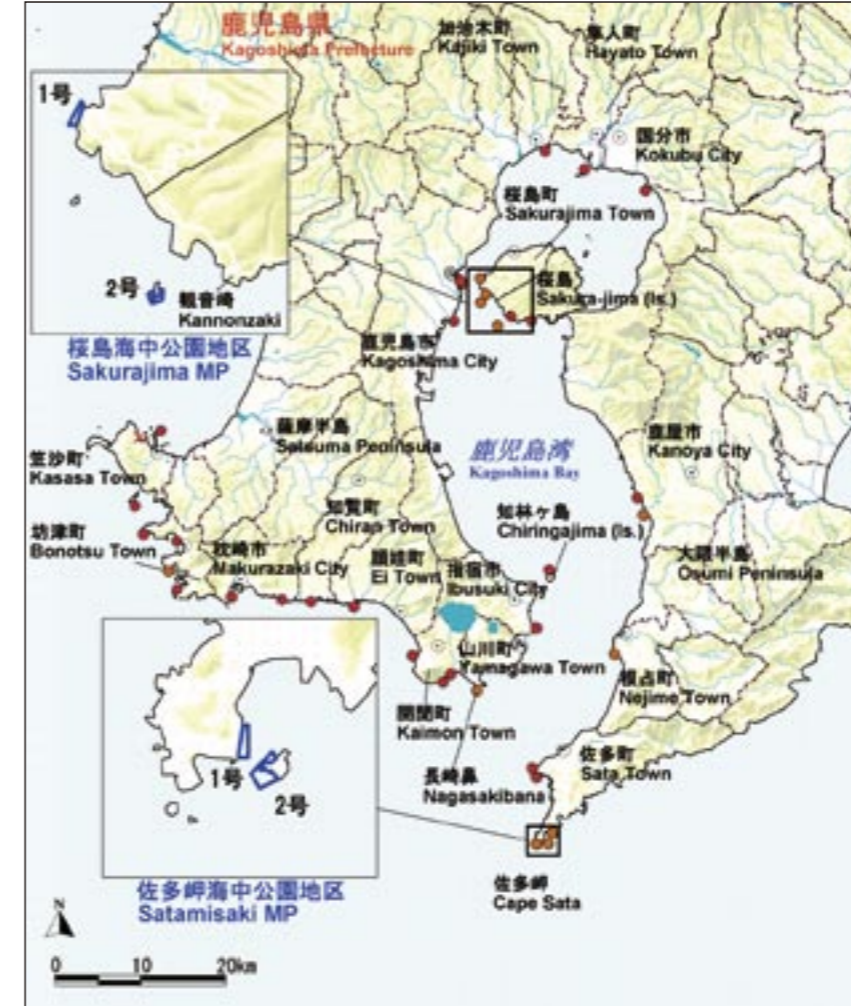 鹿児島県
Kagoshima Prefecture
加治木町
Kajiki Town
隼人町
Hayato Town
国分市
Kokubu City
桜島町
Sakurajima Town
桜島
Sakura-jima (Is.)
1号
2号
観音崎
Kannonzaki
桜島海中公園地区
Sakurajima MP
鹿児島市
Kagoshima City
薩摩半島
Satsuma Peninsula
鹿児島湾
Kagoshima Bay
鹿屋市
Kanoya City
笠沙町
Kasasa Town
知覧町
Chiran Town
知林ヶ島
Chiringajima (Is.)
坊津町
Bonotsu Town
枕崎市
Makurazaki City
頴娃町
Ei Town
指宿市
Ibusuki City
大隅半島
Osumi Peninsula
山川町
Yamagawa Town
根占町
Nejime Town
開聞町
Kaimon Town
佐多町
Sata Town
長崎鼻
Nagasakibana
1号
2号
佐多岬海中公園地区
Satamisaki MP
佐多岬
Cape Sata
N
0 10 20km